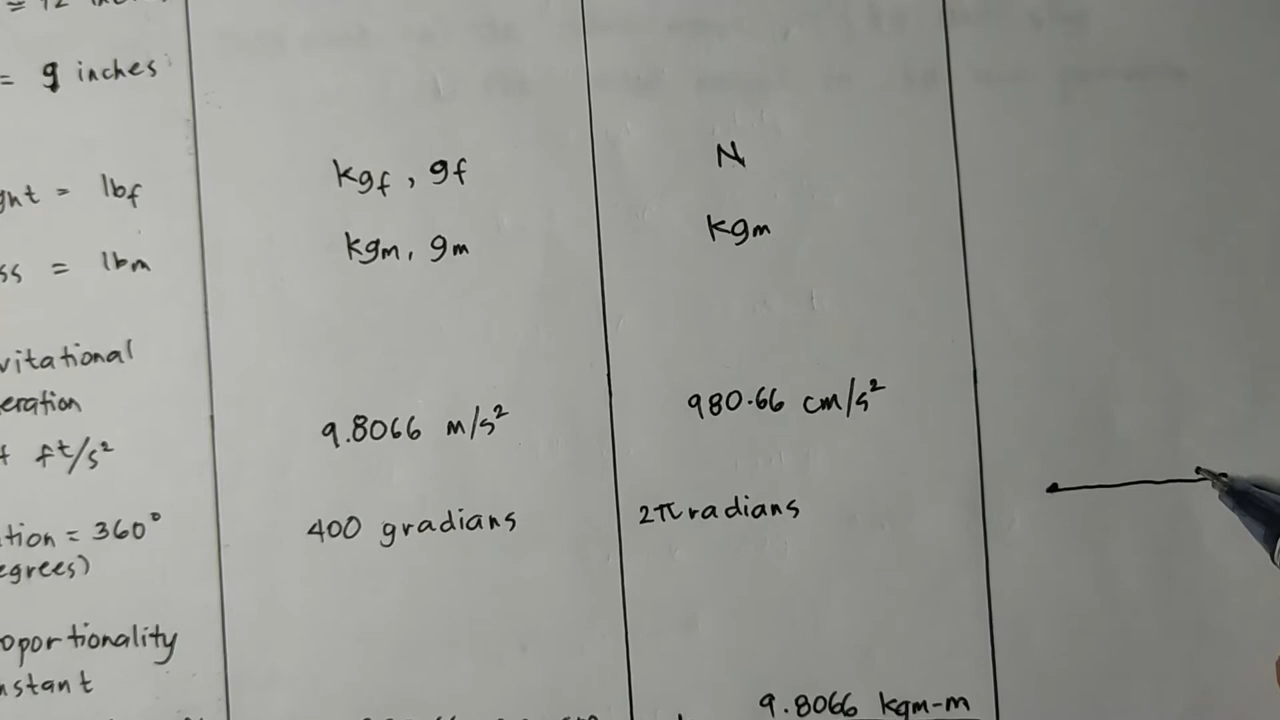 = 12
= 9 inches
= lbf
kgf, gf
N
ss = lbm
kgm, gm
kgm
vitational
eration
ft/s²
9.8066 m/s²
980.66 cm/s²
tion = 360°
egrees)
400 gradians
2π radians
oportionality
nstant
9.8066 kgm-m